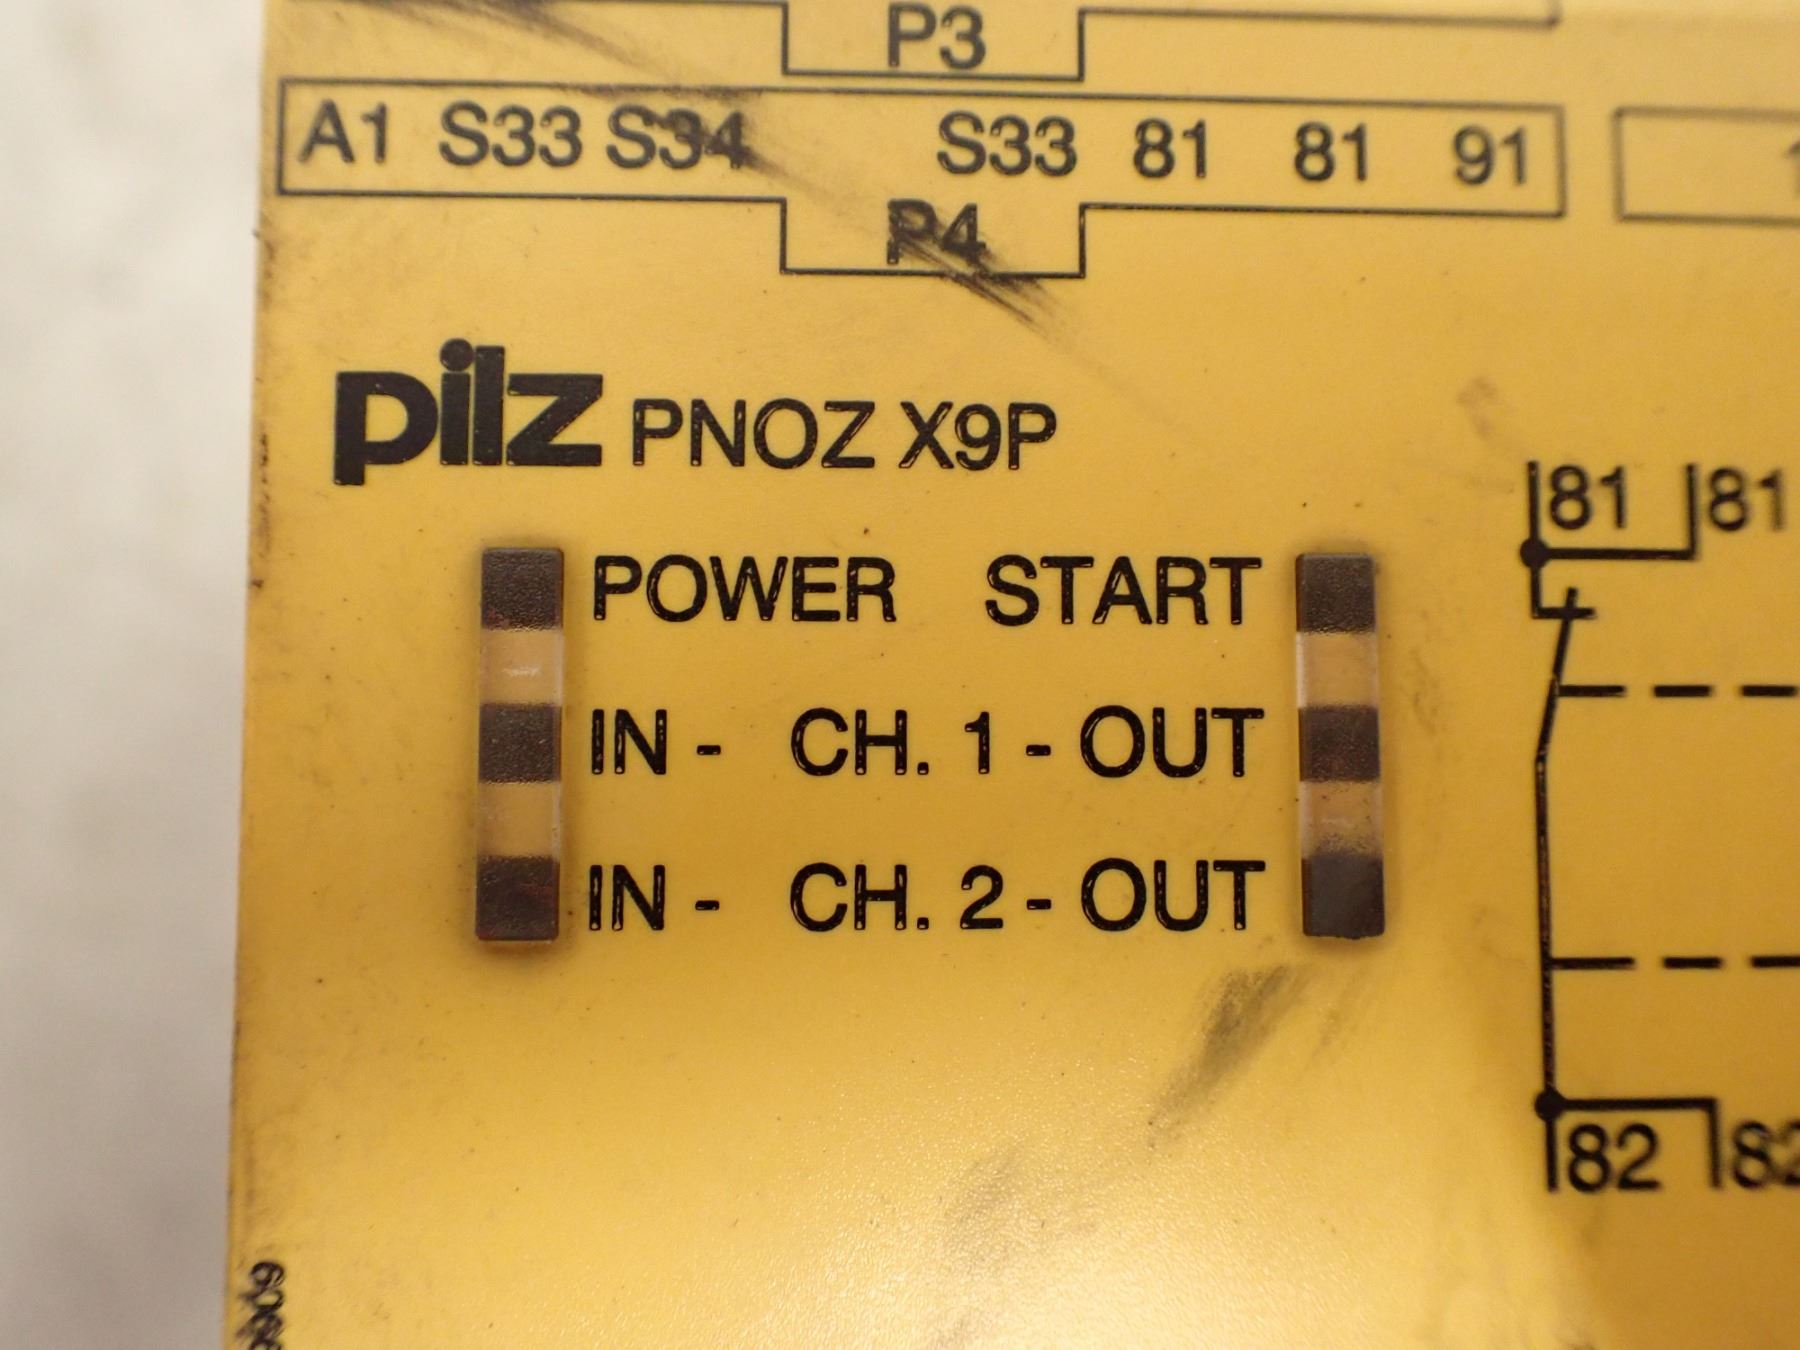 P3
A1 S33 S34 S33 81 81 91
P4
pilz PNOZ X9P
81 81
POWER START
IN - CH. 1 - OUT
IN - CH. 2 - OUT
82 82